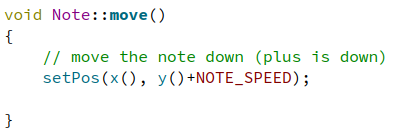 void Note::move()
{
    // move the note down (plus is down)
    setPos(x(), y()+NOTE_SPEED);

}